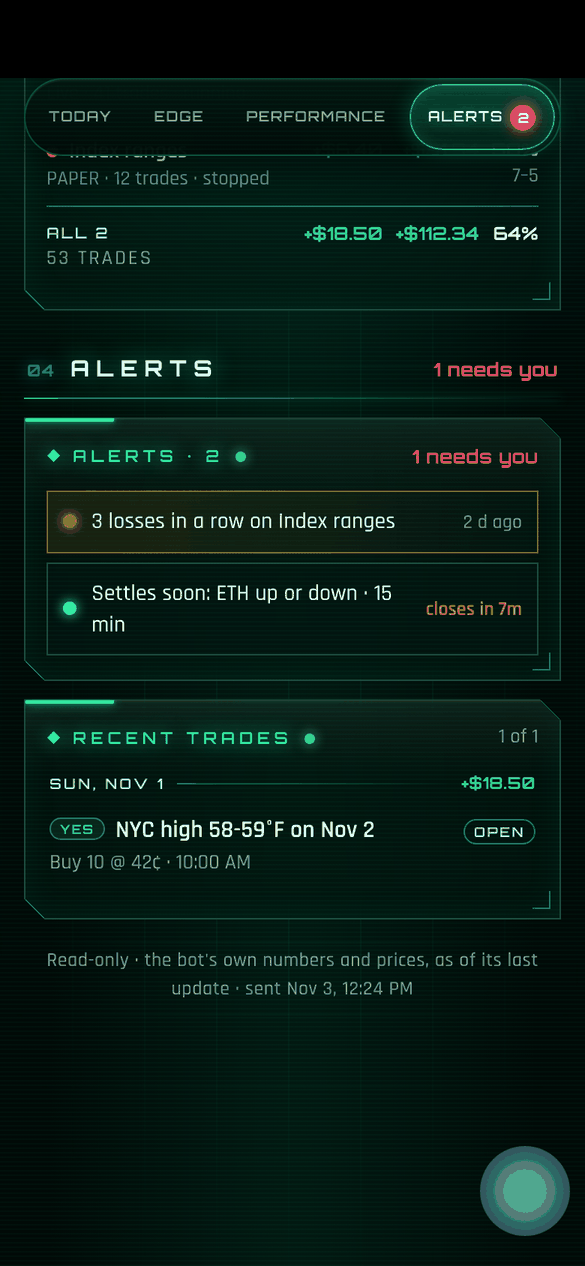 TODAY EDGE PERFORMANCE ALERTS 2
Index ranges
PAPER · 12 trades · stopped 7–5
ALL 2 +$18.50 +$112.34 64%
53 TRADES
04 ALERTS 1 needs you
ALERTS · 2 1 needs you
3 losses in a row on Index ranges 2 d ago
Settles soon: ETH up or down · 15
min closes in 7m
RECENT TRADES 1 of 1
SUN, NOV 1 +$18.50
YES NYC high 58-59°F on Nov 2 OPEN
Buy 10 @ 42¢ · 10:00 AM
Read-only · the bot's own numbers and prices, as of its last
update · sent Nov 3, 12:24 PM